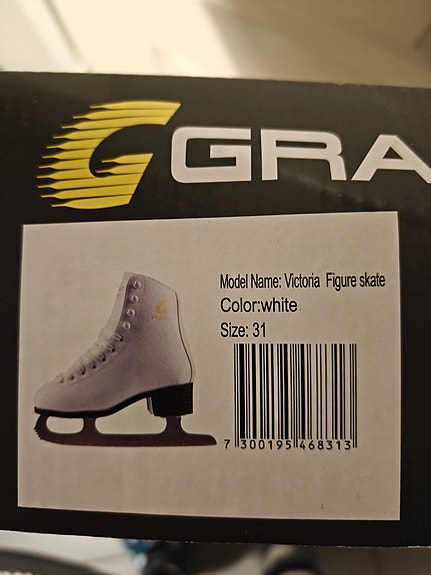 GRA
Model Name: Victoria Figure skate
Color:white
Size: 31
7 300195 468313